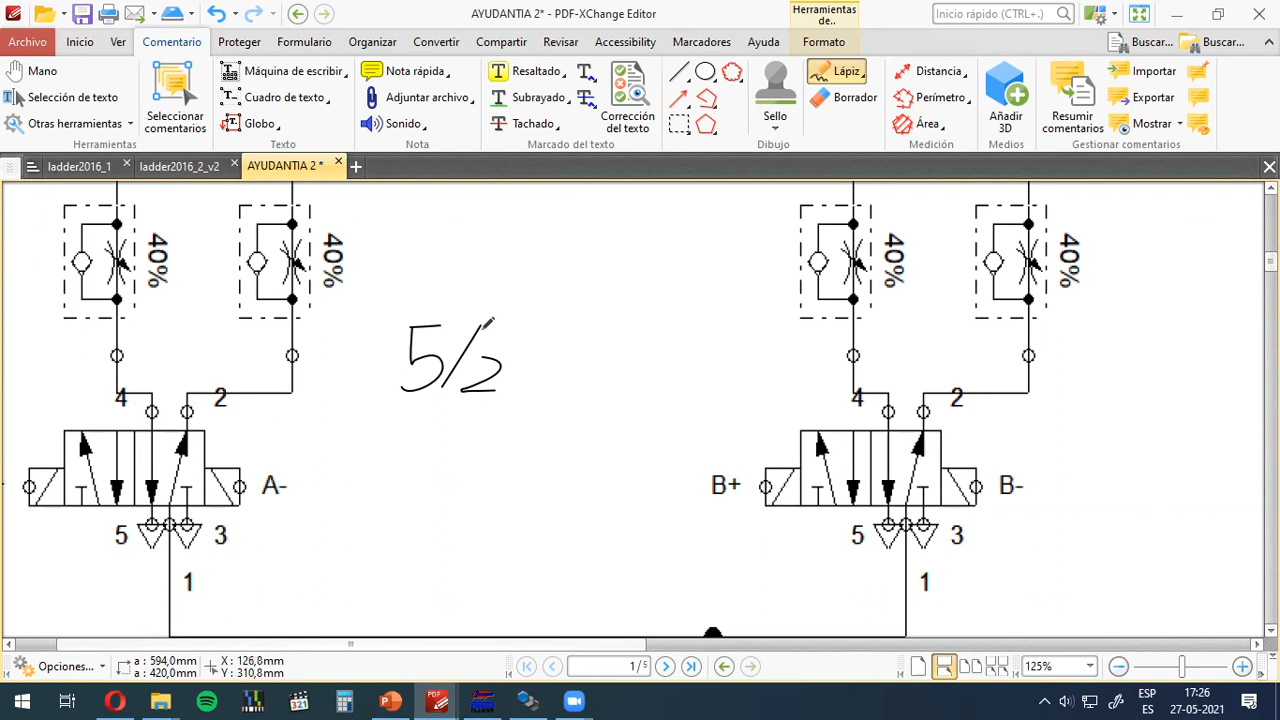 AYUDANTIA 2 - PDF-XChange Editor
Herramientas de..
Inicio rápido (CTRL+.)
Archivo Inicio Ver Comentario Proteger Formulario Organizar Convertir Compartir Revisar Accessibility Marcadores Ayuda Formato Buscar... Buscar...
Mano
Selección de texto
Otras herramientas
Herramientas
Seleccionar comentarios
Máquina de escribir
Cuadro de texto
Globo
Texto
Nota rápida
Adjuntar archivo
Sonido
Nota
Resaltado
Subrayado
Tachado
Corrección del texto
Marcado del texto
Sello
Lápiz
Borrador
Dibujo
Distancia
Perímetro
Área
Medición
Añadir 3D
Medios
Resumir comentarios
Importar
Exportar
Mostrar
Gestionar comentarios
ladder2016_1 ladder2016_2_v2 AYUDANTIA 2 *
40% 40% 40% 40%
5/2
4 2 4 2
A- B+ B-
5 3 5 3
1 1
Opciones...
a : 594,0mm
a : 420,0mm
X: 126,8mm
Y: 310,8mm
1/5
125%
321
PDF
ESP
ES
17:26
27-05-2021